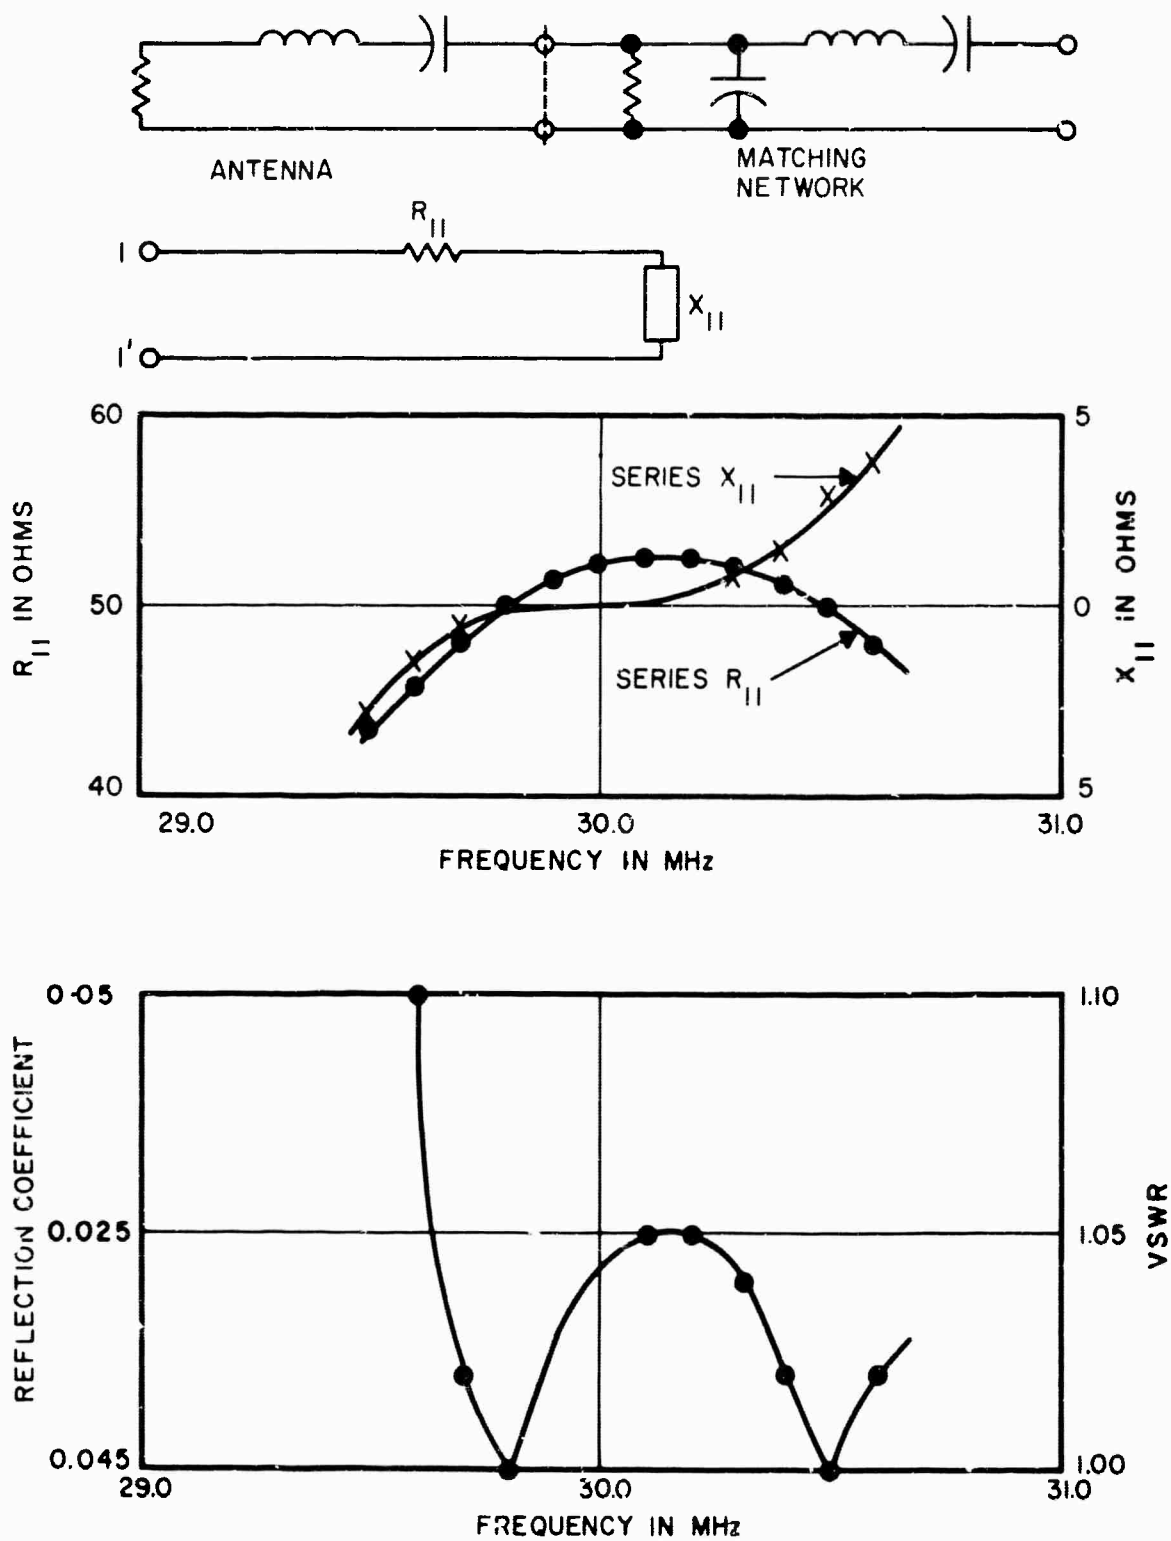 ANTENNA
MATCHING
NETWORK
R11
1
X11
1'
60
50
40
R11 IN OHMS
5
0
5
X11 IN OHMS
SERIES X11
SERIES R11
29.0
30.0
31.0
FREQUENCY IN MHz
0.05
0.025
0.045
REFLECTION COEFFICIENT
1.10
1.05
1.00
VSWR
29.0
30.0
31.0
FREQUENCY IN MHz